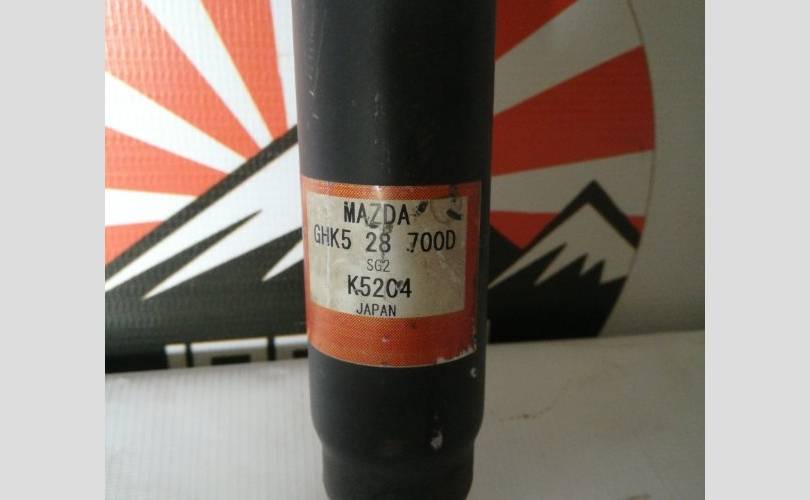 MAZDA
GHK5 28 700D
SG2
K5204
JAPAN